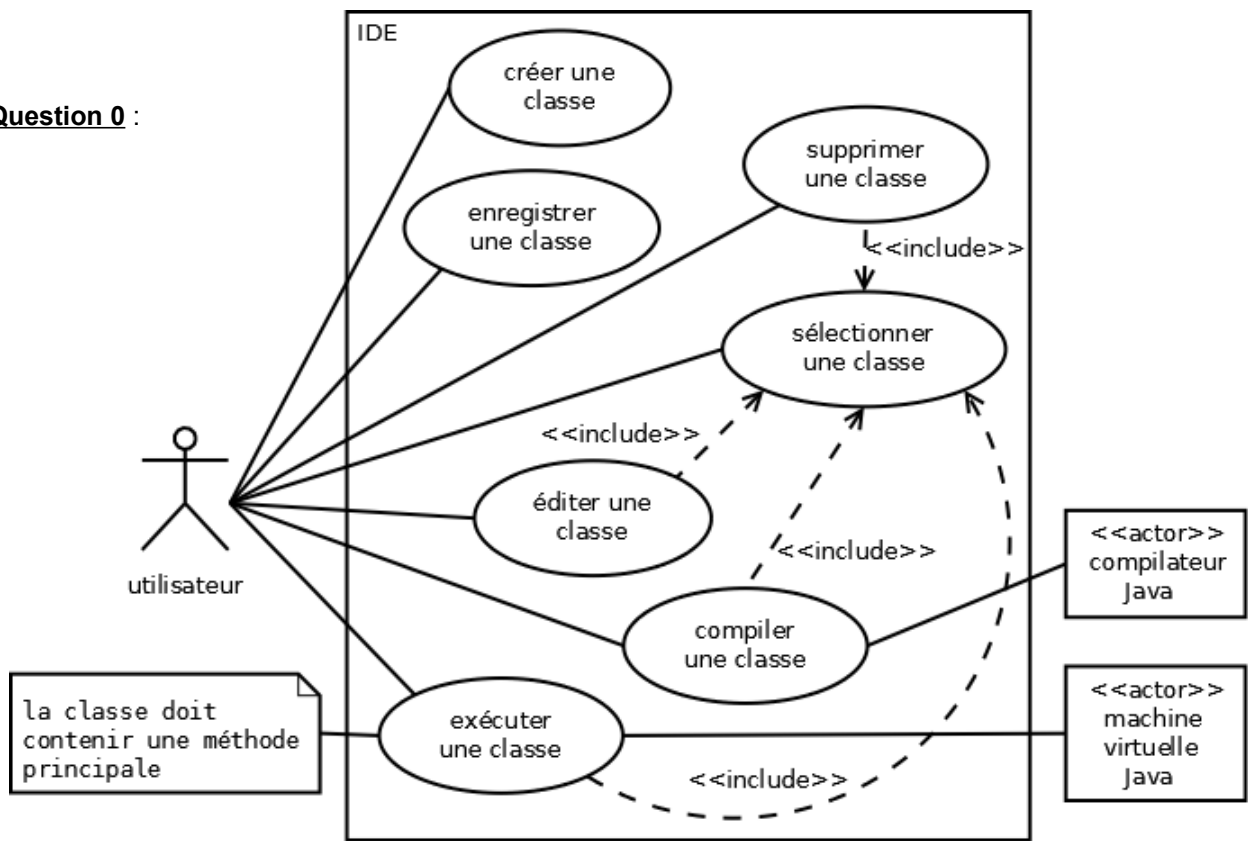 IDE
créer une
classe
Question 0 :
supprimer
une classe
enregistrer
une classe
<<include>>
sélectionner
une classe
<<include>>
éditer une
classe
<<include>>
<<actor>>
compilateur
Java
utilisateur
compiler
une classe
<<actor>>
machine
virtuelle
Java
la classe doit
contenir une méthode
principale
exécuter
une classe
<<include>>